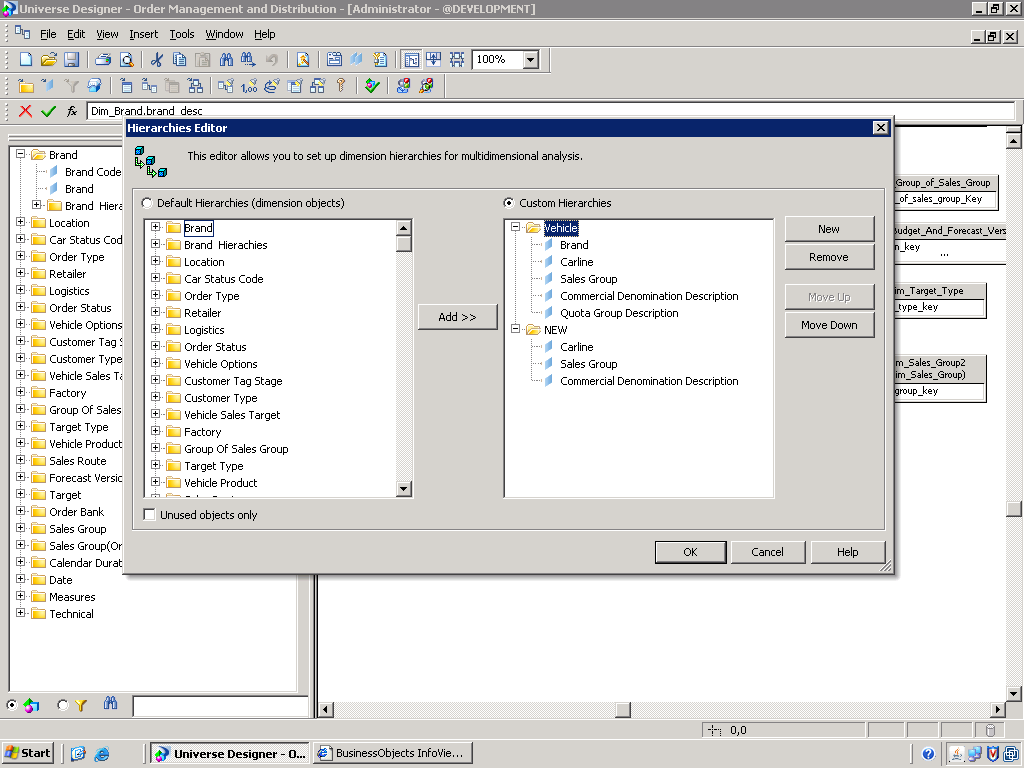 Universe Designer - Order Management and Distribution - [Administrator - @DEVELOPMENT]
File Edit View Insert Tools Window Help
100%
Dim_Brand.brand_desc
Hierarchies Editor
This editor allows you to set up dimension hierarchies for multidimensional analysis.
Default Hierarchies (dimension objects)
Brand
Brand Hierachies
Location
Car Status Code
Order Type
Retailer
Logistics
Order Status
Vehicle Options
Customer Tag Stage
Customer Type
Vehicle Sales Target
Factory
Group Of Sales Group
Target Type
Vehicle Product
Unused objects only
Add >>
Custom Hierarchies
Vehicle
Brand
Carline
Sales Group
Commercial Denomination Description
Quota Group Description
NEW
Carline
Sales Group
Commercial Denomination Description
New
Remove
Move Up
Move Down
OK Cancel Help
Brand
Brand Code
Brand
Brand Hiera
Location
Car Status Cod
Order Type
Retailer
Logistics
Order Status
Vehicle Options
Customer Tag S
Customer Type
Vehicle Sales Ta
Factory
Group Of Sales
Target Type
Vehicle Product
Sales Route
Forecast Versio
Target
Order Bank
Sales Group
Sales Group(Or
Calendar Durat
Date
Measures
Technical
Group_of_Sales_Group
_of_sales_group_Key
udget_And_Forecast_Vers
n_key
...
im_Target_Type
_type_key
m_Sales_Group2
im_Sales_Group)
group_key
0,0
Start
Universe Designer - O...
BusinessObjects InfoVie...